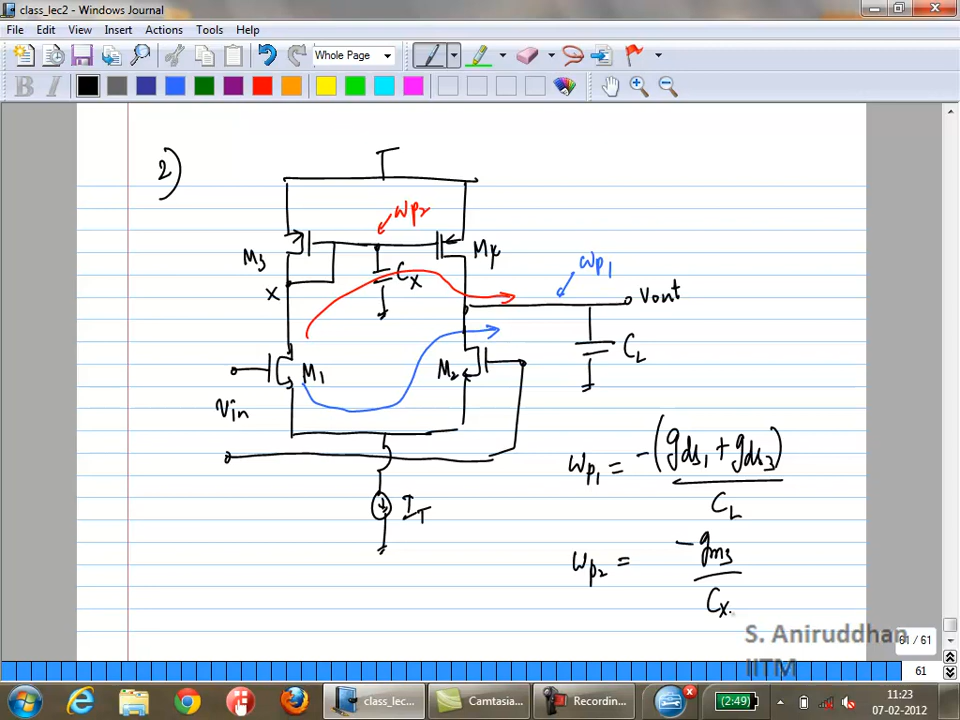 class_lec2 - Windows Journal
File Edit View Insert Actions Tools Help
Whole Page
B I
2)
ωp2
M3
M4
Cx
X
ωp1
Vout
M1
M2
CL
Vin
IT
ωp1 = -(gds1 + gds3)
CL
ωp2 = -gm3
Cx
S. Aniruddhan
IITM
61 / 61
61
class_lec...
Camtasia...
Recordin...
(2:49)
11:23
07-02-2012